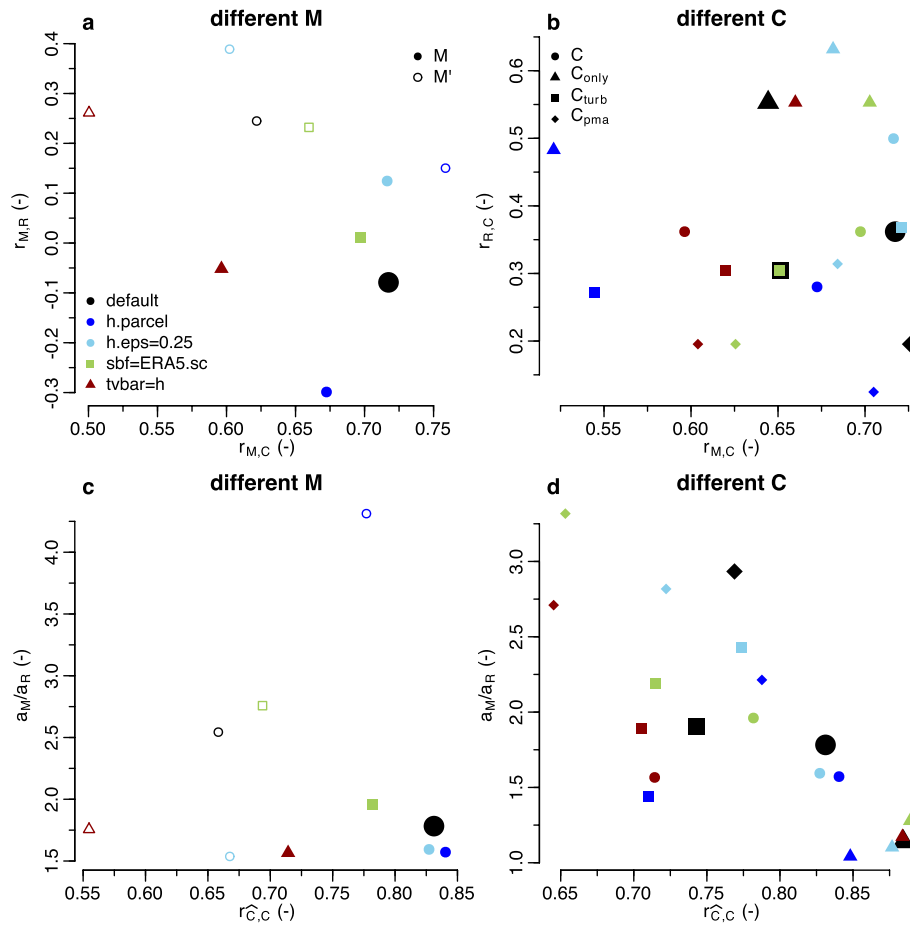 a
different M
r_M,R (-)
0.4
0.3
0.2
0.1
0.0
-0.1
-0.2
-0.3
M
M'
default
h.parcel
h.eps=0.25
sbf=ERA5.sc
tvbar=h
0.50
0.60
0.65
0.70
0.75
r_M,C (-)
b
different C
r_R,C (-)
0.6
0.5
0.4
0.3
0.2
C
C_only
C_turb
C_pma
0.55
0.60
0.65
0.70
r_M,C (-)
c
different M
a_M/a_R (-)
4.0
3.5
3.0
2.5
2.0
1.5
0.55
0.65
0.70
0.75
0.80
0.85
r_Ĉ,C (-)
d
different C
a_M/a_R (-)
3.0
2.5
2.0
1.5
1.0
0.65
0.70
0.75
0.80
0.85
r_Ĉ,C (-)